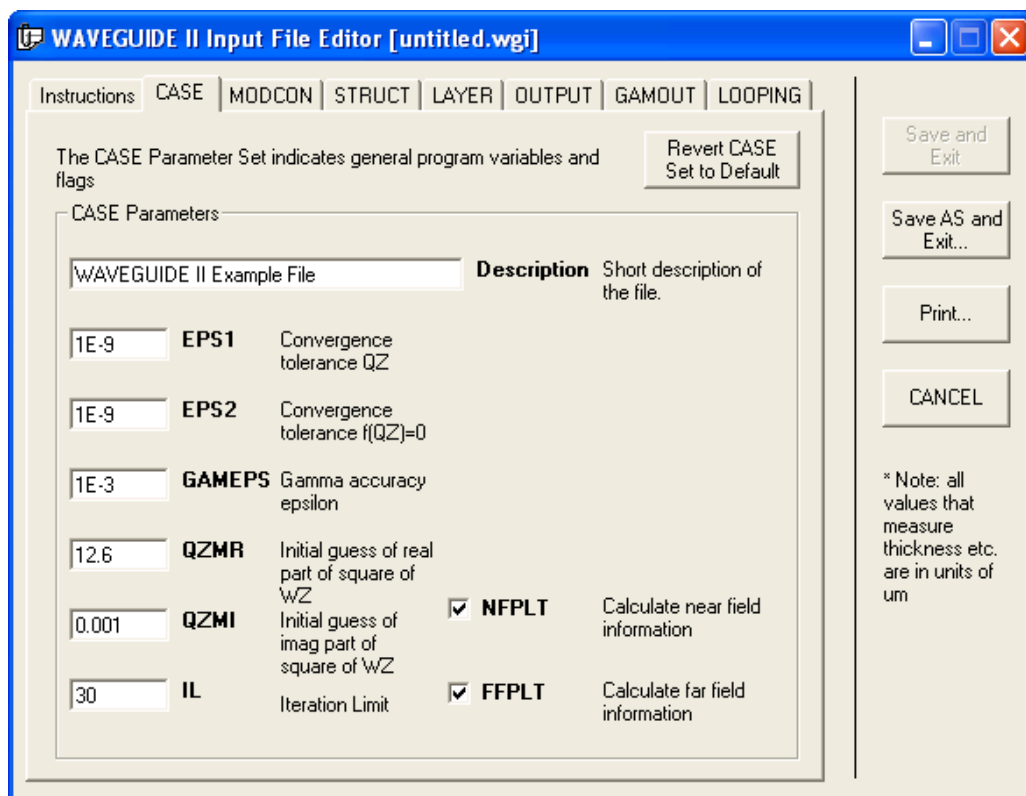 WAVEGUIDE II Input File Editor [untitled.wgi]
Instructions CASE MODCON STRUCT LAYER OUTPUT GAMOUT LOOPING
The CASE Parameter Set indicates general program variables and
flags
Revert CASE
Set to Default
CASE Parameters
WAVEGUIDE II Example File
Description
Short description of
the file.
1E-9
EPS1
Convergence
tolerance QZ
1E-9
EPS2
Convergence
tolerance f(QZ)=0
1E-3
GAMEPS
Gamma accuracy
epsilon
12.6
QZMR
Initial guess of real
part of square of
WZ
0.001
QZMI
Initial guess of
imag part of
square of WZ
NFPLT
Calculate near field
information
30
IL
Iteration Limit
FFPLT
Calculate far field
information
Save and
Exit
Save AS and
Exit...
Print...
CANCEL
* Note: all
values that
measure
thickness etc.
are in units of
um